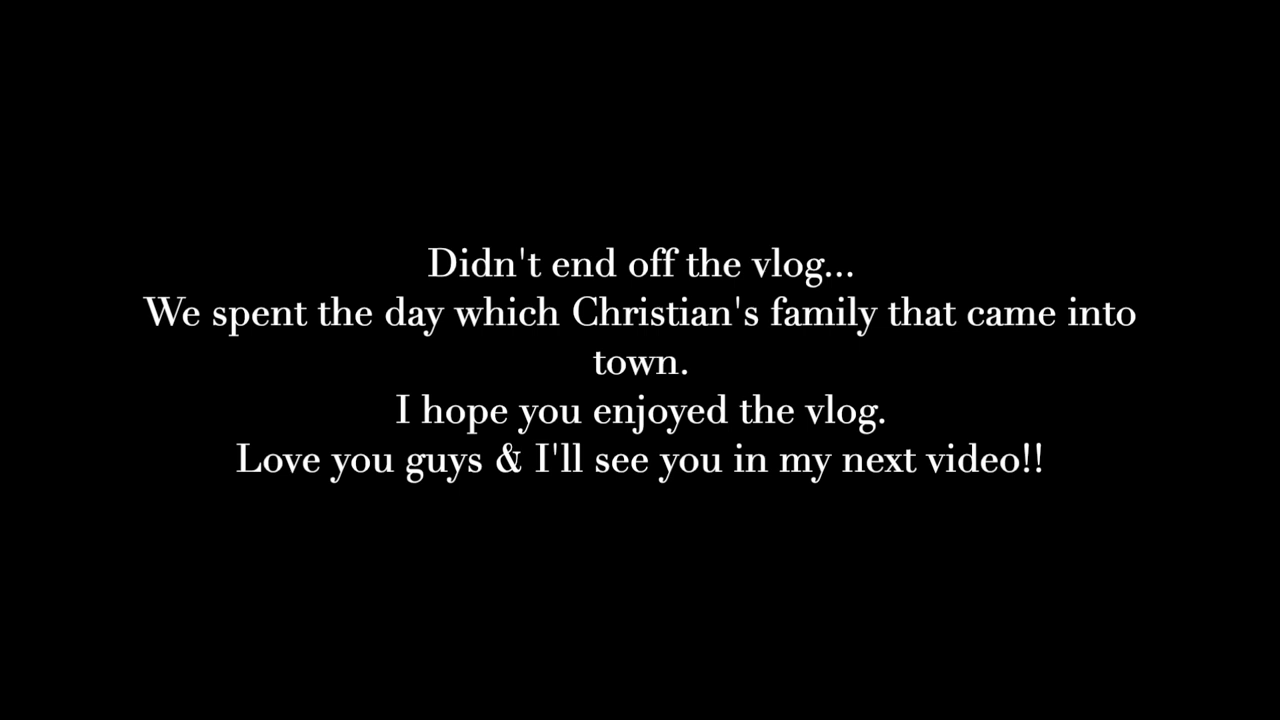 Didn't end off the vlog...
We spent the day which Christian's family that came into
town.
I hope you enjoyed the vlog.
Love you guys & I'll see you in my next video!!